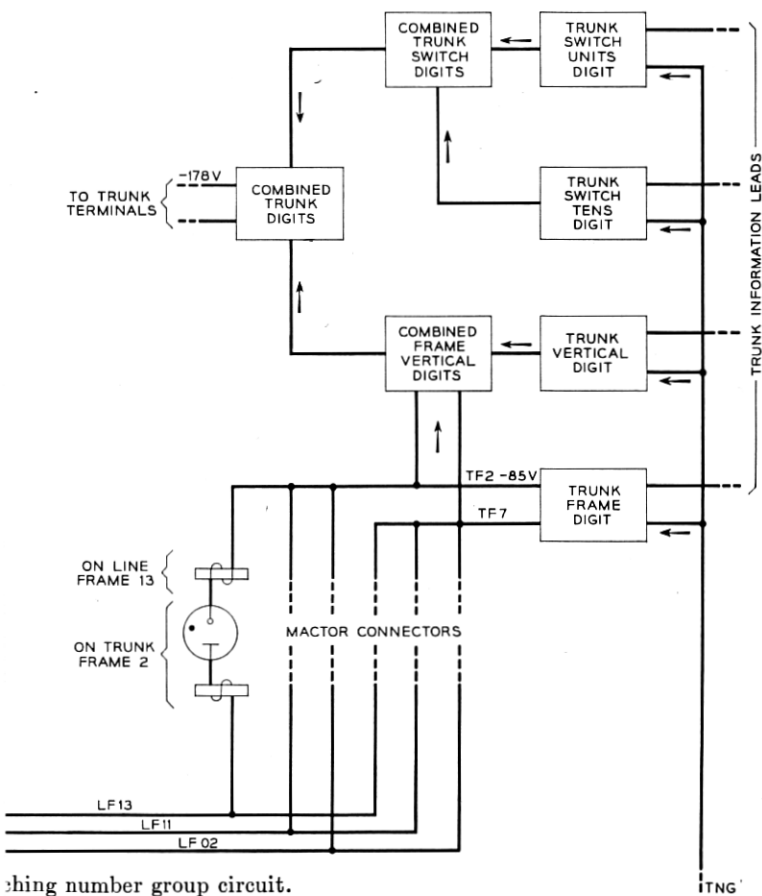 COMBINED
TRUNK
SWITCH
DIGITS
TRUNK
SWITCH
UNITS
DIGIT
-178V
TO TRUNK
TERMINALS
COMBINED
TRUNK
DIGITS
TRUNK
SWITCH
TENS
DIGIT
TRUNK INFORMATION LEADS
COMBINED
FRAME
VERTICAL
DIGITS
TRUNK
VERTICAL
DIGIT
TF2 -85V
TF7
TRUNK
FRAME
DIGIT
ON LINE
FRAME 13
ON TRUNK
FRAME 2
MACTOR CONNECTORS
LF13
LF11
LF 02
ching number group circuit.
TNG